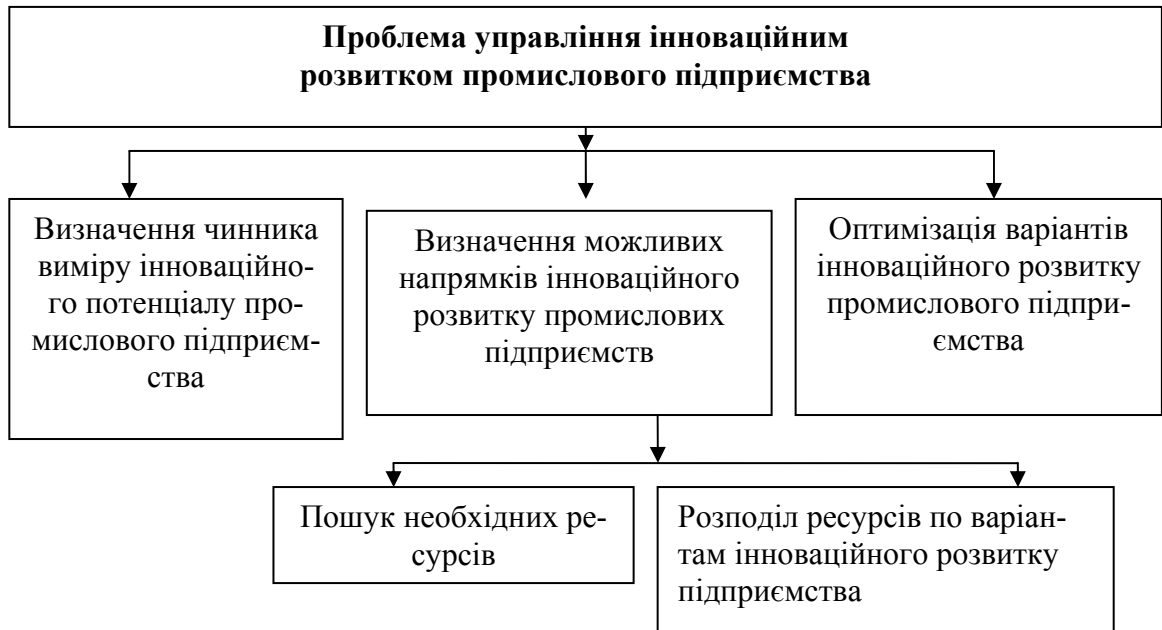 Проблема управління інноваційним
розвитком промислового підприємства
Визначення чинника
виміру інноваційно-
го потенціалу про-
мислового підприєм-
ства
Визначення можливих
напрямків інноваційного
розвитку промислових
підприємств
Оптимізація варіантів
інноваційного розвитку
промислового підпри-
ємства
Пошук необхідних ре-
сурсів
Розподіл ресурсів по варіан-
там інноваційного розвитку
підприємства